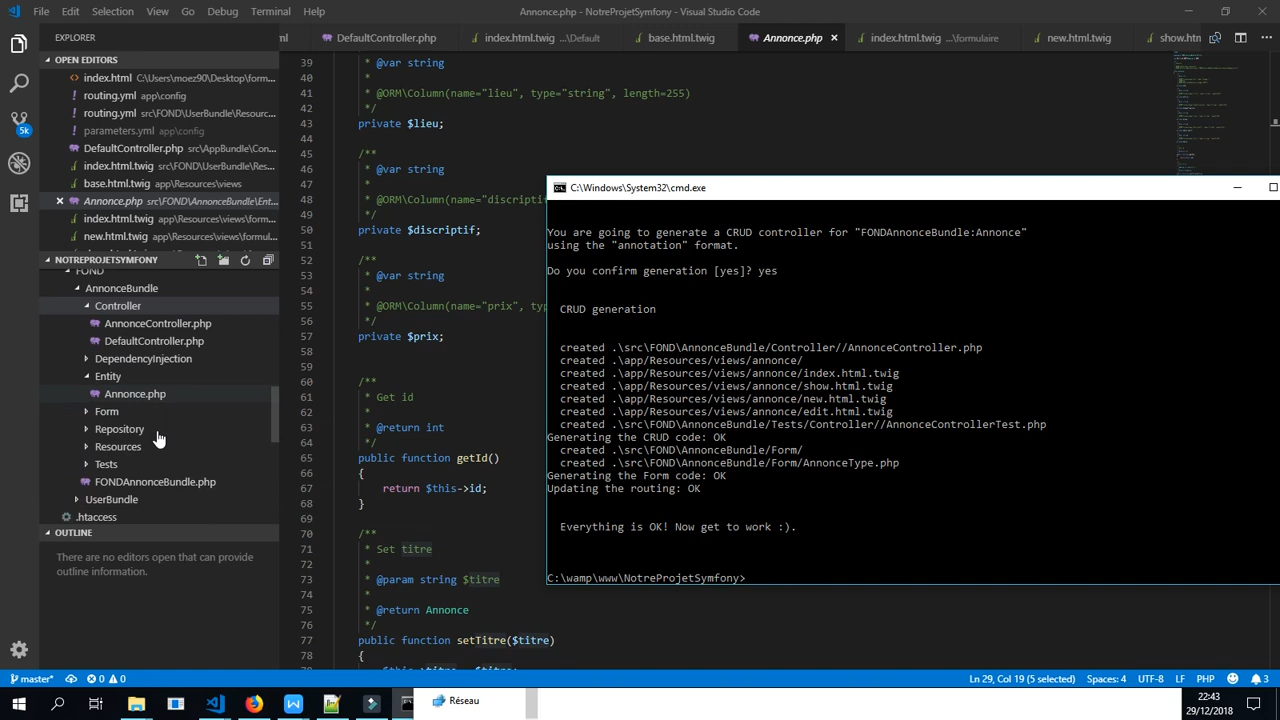 File Edit Selection View Go Debug Terminal Help
Annonce.php - NotreProjetSymfony - Visual Studio Code
EXPLORER
DefaultController.php
index.html.twig ...\Default
base.html.twig
Annonce.php
index.html.twig ...\formulaire
new.html.twig
OPEN EDITORS
index.html C:\Users\moez90\Desktop\form...
routing.yml app\config
routing.yml src\FOND\UserBundle\Resourc...
parameters.yml app\config
DefaultController.php src\AppBundle\Con...
index.html.twig src\FOND\UserBundle\Res...
base.html.twig app\Resources\views
Annonce.php src\FOND\AnnonceBundle\Ent...
index.html.twig app\Resources\views\form...
new.html.twig app\Resources\views\formul...
5k
NOTREPROJETSYMFONY
FOND
AnnonceBundle
Controller
AnnonceController.php
DefaultController.php
DependencyInjection
Entity
Annonce.php
Form
Repository
Resources
Tests
FONDAnnonceBundle.php
UserBundle
.htaccess
OUTLINE
There are no editors open that can provide
outline information.
39 * @var string
40 *
41 * @ORM\Column(name="lieu", type="string", length=255)
42 */
43 private $lieu;
44
45 /**
46 * @var string
47 *
48 * @ORM\Column(name="discripti
49 */
50 private $discriptif;
51
52 /**
53 * @var string
54 *
55 * @ORM\Column(name="prix", typ
56 */
57 private $prix;
58
59
60 /**
61 * Get id
62 *
63 * @return int
64 */
65 public function getId()
66 {
67 return $this->id;
68 }
69
70 /**
71 * Set titre
72 *
73 * @param string $titre
74 *
75 * @return Annonce
76 */
77 public function setTitre($titre)
78 {
C:\Windows\System32\cmd.exe
You are going to generate a CRUD controller for "FONDAnnonceBundle:Annonce"
using the "annotation" format.
Do you confirm generation [yes]? yes
CRUD generation
created .\src\FOND\AnnonceBundle/Controller//AnnonceController.php
created .\app/Resources/views/annonce/
created .\app/Resources/views/annonce/index.html.twig
created .\app/Resources/views/annonce/show.html.twig
created .\app/Resources/views/annonce/new.html.twig
created .\app/Resources/views/annonce/edit.html.twig
created .\src\FOND\AnnonceBundle/Tests/Controller//AnnonceControllerTest.php
Generating the CRUD code: OK
created .\src\FOND\AnnonceBundle/Form/
created .\src\FOND\AnnonceBundle/Form/AnnonceType.php
Generating the Form code: OK
Updating the routing: OK
Everything is OK! Now get to work :).
C:\wamp\www\NotreProjetSymfony>
master*
0
0
Ln 29, Col 19 (5 selected)
Spaces: 4
UTF-8
LF
PHP
3
Réseau
22:43
29/12/2018